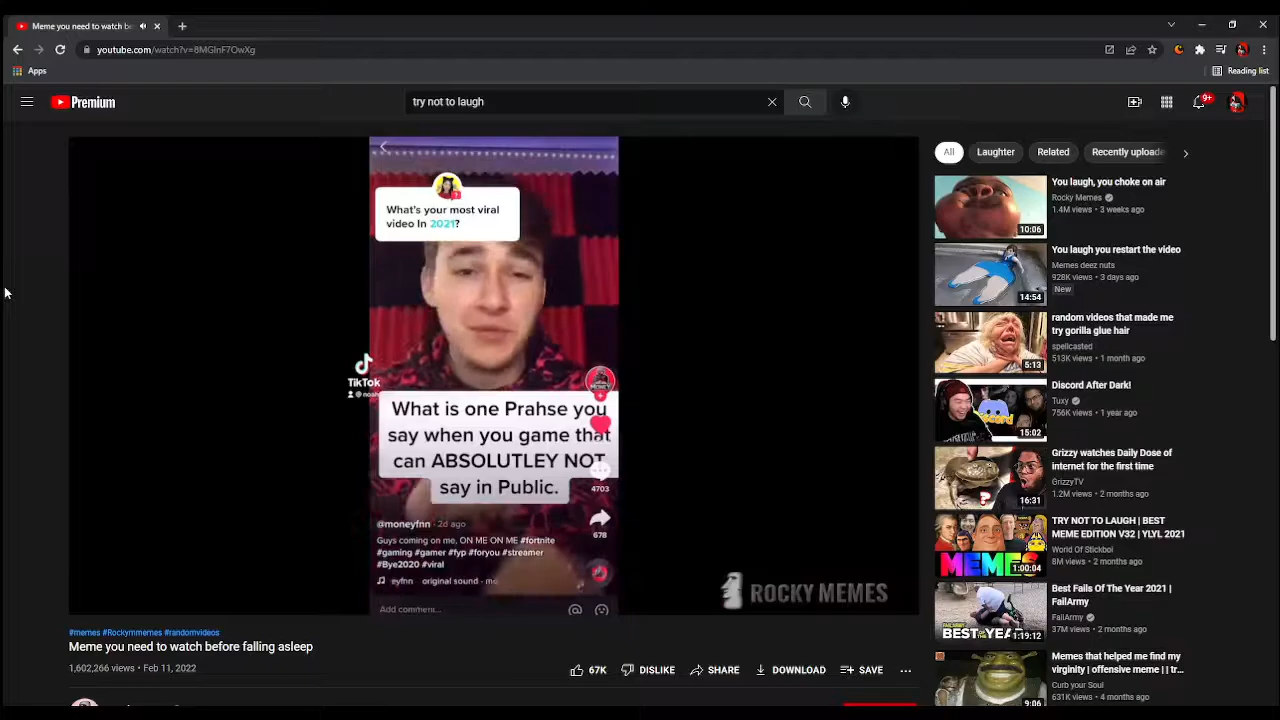 Meme you need to watch be
youtube.com/watch?v=8MGlnF7OwXg
Apps
Reading list
Premium
try not to laugh
9+
What's your most viral
video In 2021?
TikTok
What is one Prahse you
say when you game that
can ABSOLUTLEY NOT
say in Public.
4703
678
@moneyfnn · 2d ago
Guys coming on me, ON ME ON ME #fortnite
#gaming #gamer #fyp #foryou #streamer
#Bye2020 #viral
eyfnn original sound - mo
Add comment...
ROCKY MEMES
#memes #Rockymmemes #randomvideos
Meme you need to watch before falling asleep
1,602,266 views • Feb 11, 2022
67K
DISLIKE
SHARE
DOWNLOAD
SAVE
All
Laughter
Related
Recently uploade
You laugh, you choke on air
Rocky Memes
1.4M views • 3 weeks ago
10:06
You laugh you restart the video
Memes deez nuts
928K views • 3 days ago
New
14:54
random videos that made me
try gorilla glue hair
spellcasted
513K views • 1 month ago
5:13
Discord After Dark!
Tuxy
756K views • 1 year ago
Discord
15:02
Grizzy watches Daily Dose of
internet for the first time
GrizzyTV
1.2M views • 2 months ago
?
16:31
TRY NOT TO LAUGH | BEST
MEME EDITION V32 | YLYL 2021
World Of Stickboi
8M views • 2 months ago
MEMES
1:00:04
Best Fails Of The Year 2021 |
FailArmy
FailArmy
37M views • 2 months ago
FAILARMY
BEST YEA
1:19:12
Memes that helped me find my
virginity | offensive meme | | tr...
Curb your Soul
631K views • 4 months ago
9:06